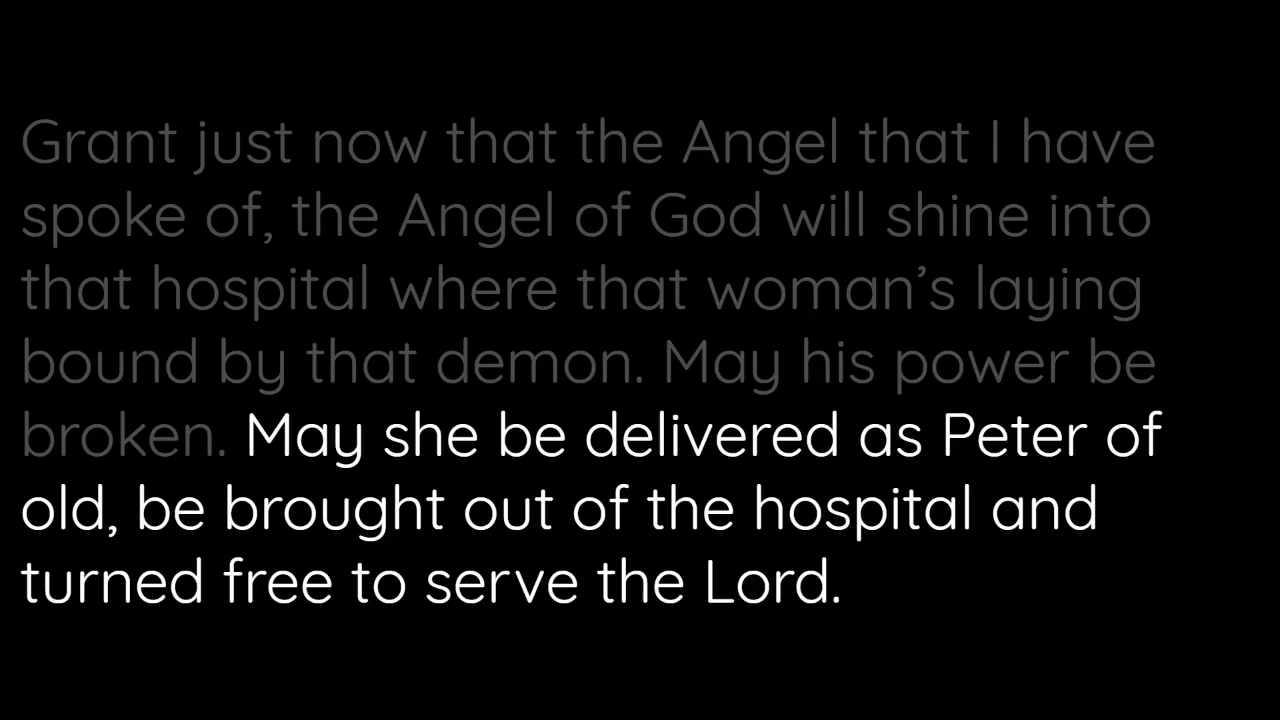 Grant just now that the Angel that I have
spoke of, the Angel of God will shine into
that hospital where that woman’s laying
bound by that demon. May his power be
broken. May she be delivered as Peter of
old, be brought out of the hospital and
turned free to serve the Lord.